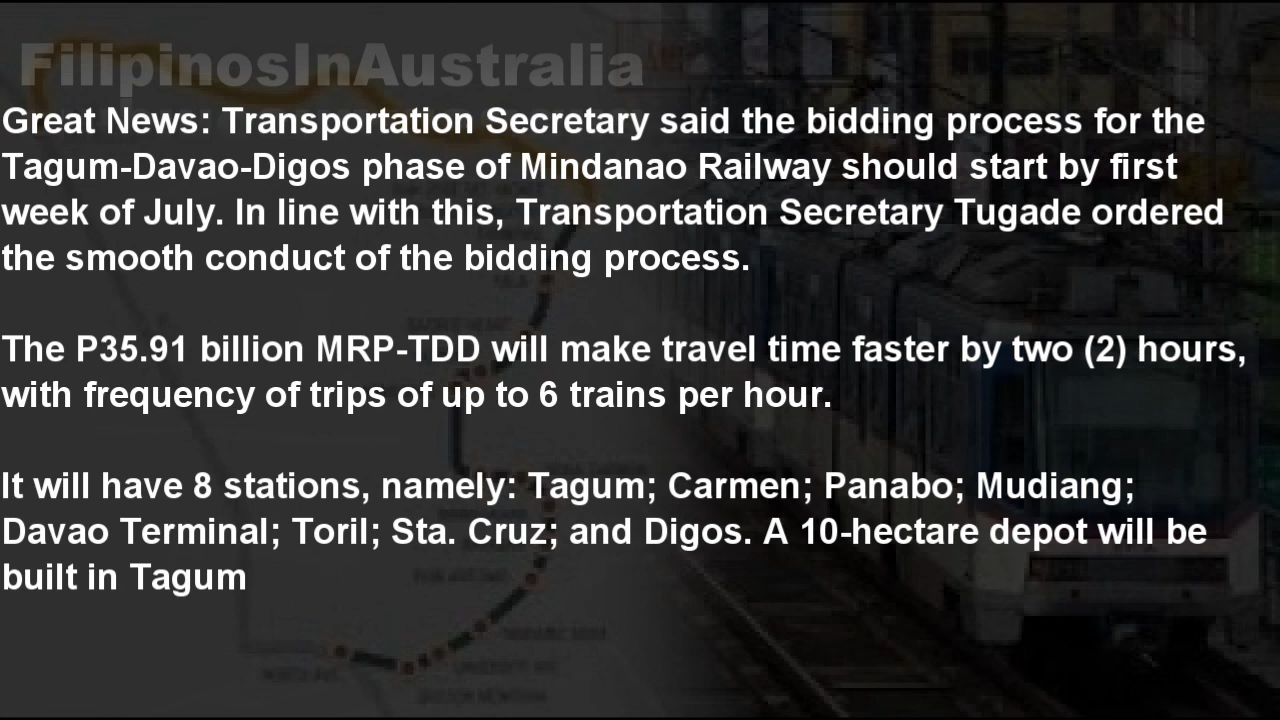 FilipinosInAustralia
Great News: Transportation Secretary said the bidding process for the
Tagum-Davao-Digos phase of Mindanao Railway should start by first
week of July. In line with this, Transportation Secretary Tugade ordered
the smooth conduct of the bidding process.
The P35.91 billion MRP-TDD will make travel time faster by two (2) hours,
with frequency of trips of up to 6 trains per hour.
It will have 8 stations, namely: Tagum; Carmen; Panabo; Mudiang;
Davao Terminal; Toril; Sta. Cruz; and Digos. A 10-hectare depot will be
built in Tagum